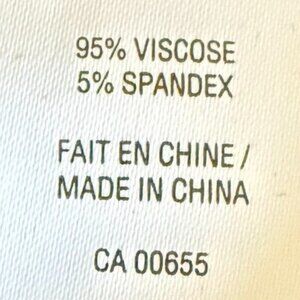 95% VISCOSE
5% SPANDEX
FAIT EN CHINE /
MADE IN CHINA
CA 00655